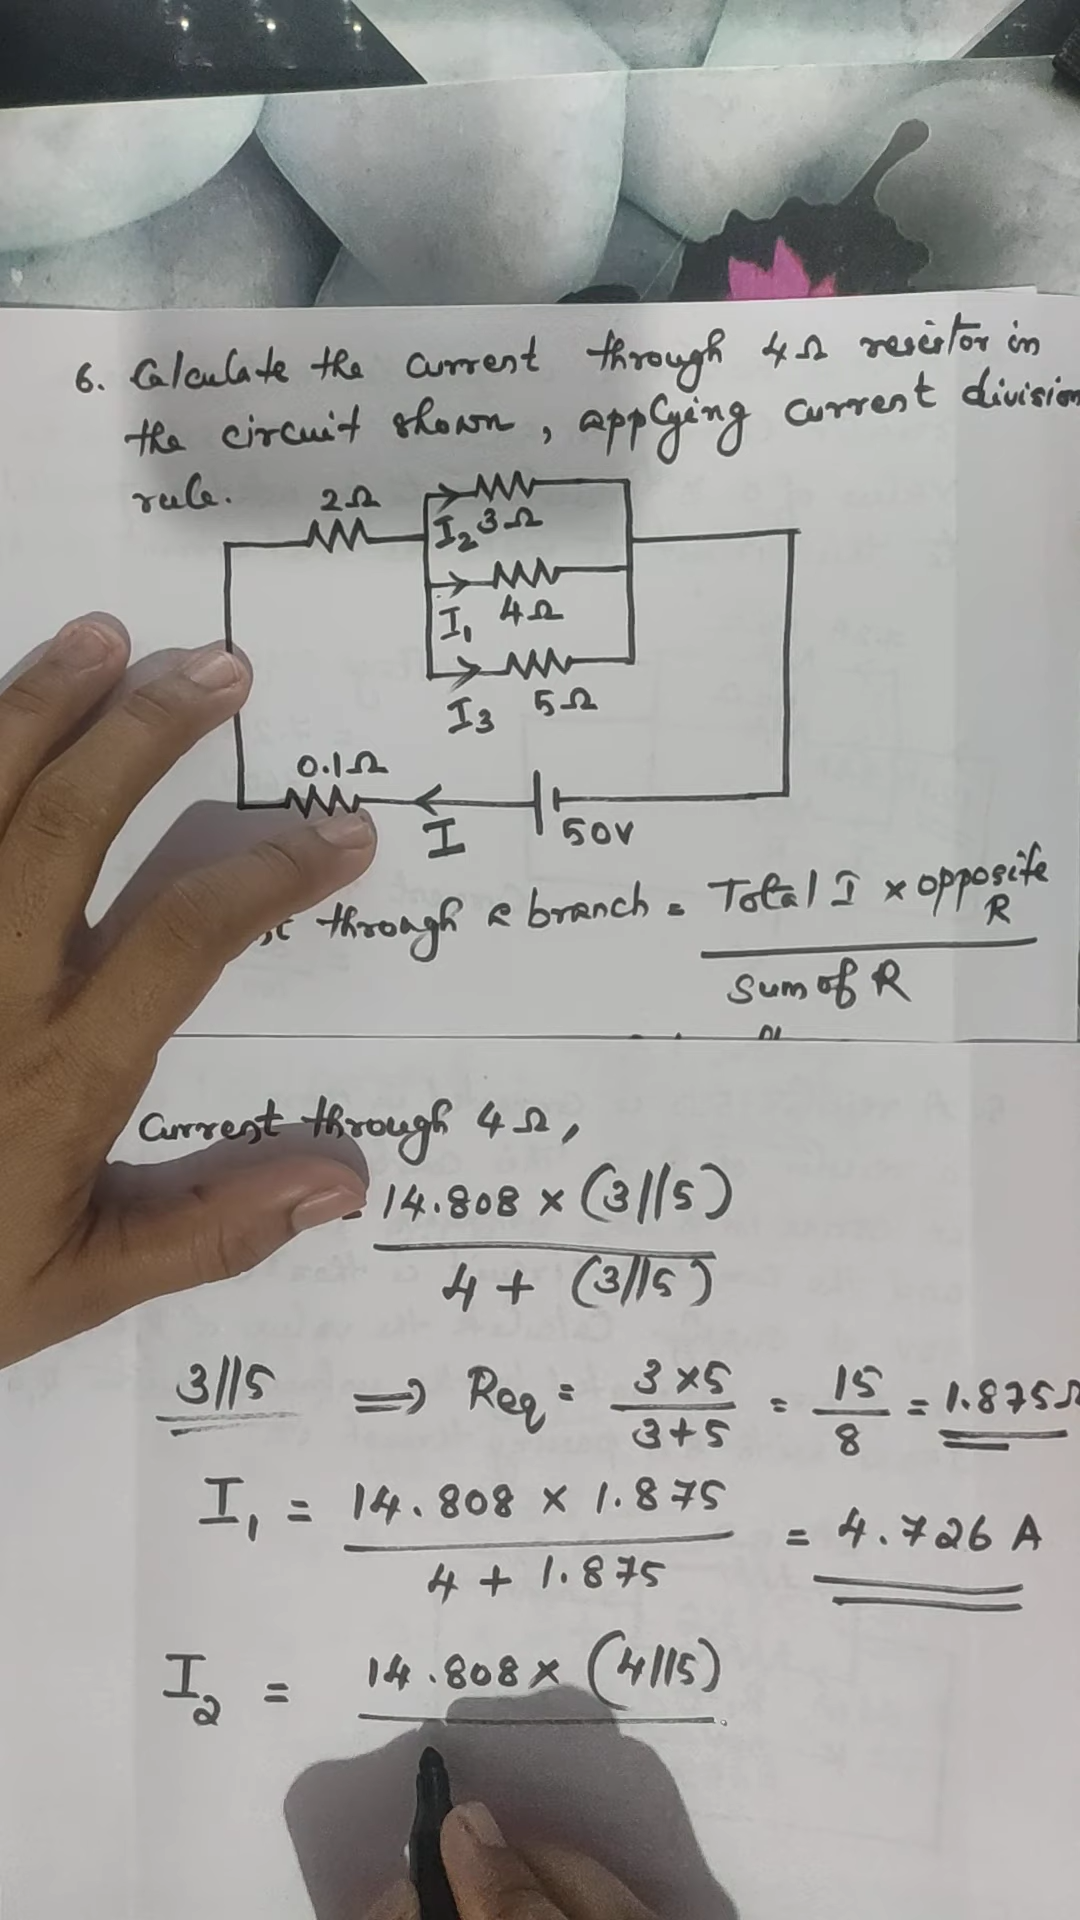 6. Calculate the current through 4Ω resistor in
the circuit shown, applying current division
rule.
2Ω
I₂ 3Ω
I₁ 4Ω
I₃ 5Ω
0.1Ω
I
50V
through a branch = Total I × opposite R / Sum of R
Current through 4Ω,
= 14.808 × (3//5) / 4 + (3//5)
3//5 ⟹ Req = 3×5 / 3+5 = 15 / 8 = 1.875Ω
I₁ = 14.808 × 1.875 / 4 + 1.875 = 4.726 A
I₂ = 14.808 × (4//5)